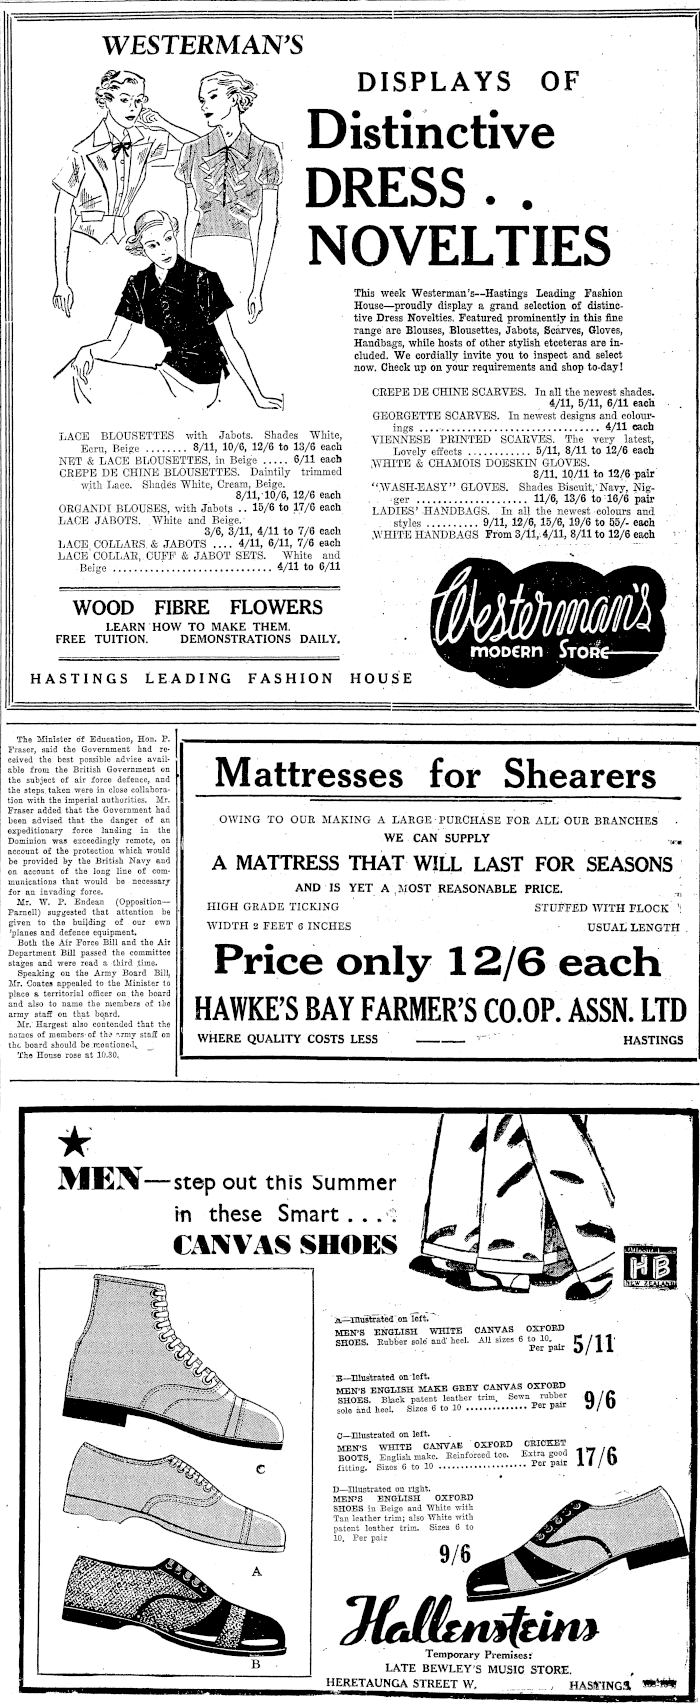 WESTERMAN'S
DISPLAYS OF
Distinctive
DRESS . .
NOVELTIES
This week Westerman's--Hastings Leading Fashion
House—proudly display a grand selection of distinc-
tive Dress Novelties. Featured prominently in this fine
range are Blouses, Blousettes, Jabots, Scarves, Gloves,
Handbags, while hosts of other stylish etceteras are in-
cluded. We cordially invite you to inspect and select
now. Check up on your requirements and shop to-day!
LACE BLOUSETTES with Jabots. Shades White,
Ecru, Beige ........ 8/11, 10/6, 12/6 to 13/6 each
NET & LACE BLOUSETTES, in Beige ..... 6/11 each
CREPE DE CHINE BLOUSETTES. Daintily trimmed
with Lace. Shades White, Cream, Beige.
8/11, 10/6, 12/6 each
ORGANDI BLOUSES, with Jabots .. 15/6 to 17/6 each
LACE JABOTS. White and Beige.
3/6, 3/11, 4/11 to 7/6 each
LACE COLLARS & JABOTS .... 4/11, 6/11, 7/6 each
LACE COLLAR, CUFF & JABOT SETS. White and
Beige ............................ 4/11 to 6/11
CREPE DE CHINE SCARVES. In all the newest shades.
4/11, 5/11, 6/11 each
GEORGETTE SCARVES. In newest designs and colour-
ings .............................. 4/11 each
VIENNESE PRINTED SCARVES. The very latest,
Lovely effects ............ 5/11, 8/11 to 12/6 each
WHITE & CHAMOIS DOESKIN GLOVES.
8/11, 10/11 to 12/6 pair
"WASH-EASY" GLOVES. Shades Biscuit, Navy, Nig-
ger .................... 11/6, 13/6 to 16/6 pair
LADIES' HANDBAGS. In all the newest colours and
styles .......... 9/11, 12/6, 15/6, 19/6 to 55/- each
WHITE HANDBAGS From 3/11, 4/11, 8/11 to 12/6 each
WOOD FIBRE FLOWERS
LEARN HOW TO MAKE THEM.
FREE TUITION. DEMONSTRATIONS DAILY.
Westerman's
MODERN STORE
HASTINGS LEADING FASHION HOUSE
The Minister of Education, Hon. P.
Fraser, said the Government had re-
ceived the best possible advice avail-
able from the British Government on
the subject of air force defence, and
the steps taken were in close collabora-
tion with the imperial authorities. Mr.
Fraser added that the Government had
been advised that the danger of an
expeditionary force landing in the
Dominion was exceedingly remote, on
account of the protection which would
be provided by the British Navy and
on account of the long line of com-
munications that would be necessary
for an invading force.
Mr. W. P. Endean (Opposition—
Parnell) suggested that attention be
given to the building of our own
'planes and defence equipment.
Both the Air Force Bill and the Air
Department Bill passed the committee
stages and were read a third time.
Speaking on the Army Board Bill,
Mr. Coates appealed to the Minister to
place a territorial officer on the board
and also to name the members of the
army staff on that board.
Mr. Hargest also contended that the
names of members of the army staff on
the board should be mentioned.
The House rose at 10.30.
Mattresses for Shearers
OWING TO OUR MAKING A LARGE PURCHASE FOR ALL OUR BRANCHES
WE CAN SUPPLY
A MATTRESS THAT WILL LAST FOR SEASONS
AND IS YET A MOST REASONABLE PRICE.
HIGH GRADE TICKING STUFFED WITH FLOCK
WIDTH 2 FEET 6 INCHES USUAL LENGTH
Price only 12/6 each
HAWKE'S BAY FARMER'S CO.OP. ASSN. LTD
WHERE QUALITY COSTS LESS HASTINGS
MEN—step out this Summer
in these Smart ....
CANVAS SHOES
HB
NEW ZEALAND
A—Illustrated on left.
MEN'S ENGLISH WHITE CANVAS OXFORD
SHOES. Rubber sole and heel. All sizes 6 to 10.
Per pair 5/11
B—Illustrated on left.
MEN'S ENGLISH MAKE GREY CANVAS OXFORD
SHOES. Black patent leather trim. Sewn rubber
sole and heel. Sizes 6 to 10 .............. Per pair 9/6
C—Illustrated on left.
MEN'S WHITE CANVAS OXFORD CRICKET
BOOTS. English make. Reinforced toe. Extra good
fitting. Sizes 6 to 10 .................... Per pair 17/6
D—Illustrated on right.
MEN'S ENGLISH OXFORD
SHOES in Beige and White with
Tan leather trim; also White with
patent leather trim. Sizes 6 to
10. Per pair
9/6
C
A
B
Hallensteins
Temporary Premises:
LATE BEWLEY'S MUSIC STORE.
HERETAUNGA STREET W. HASTINGS